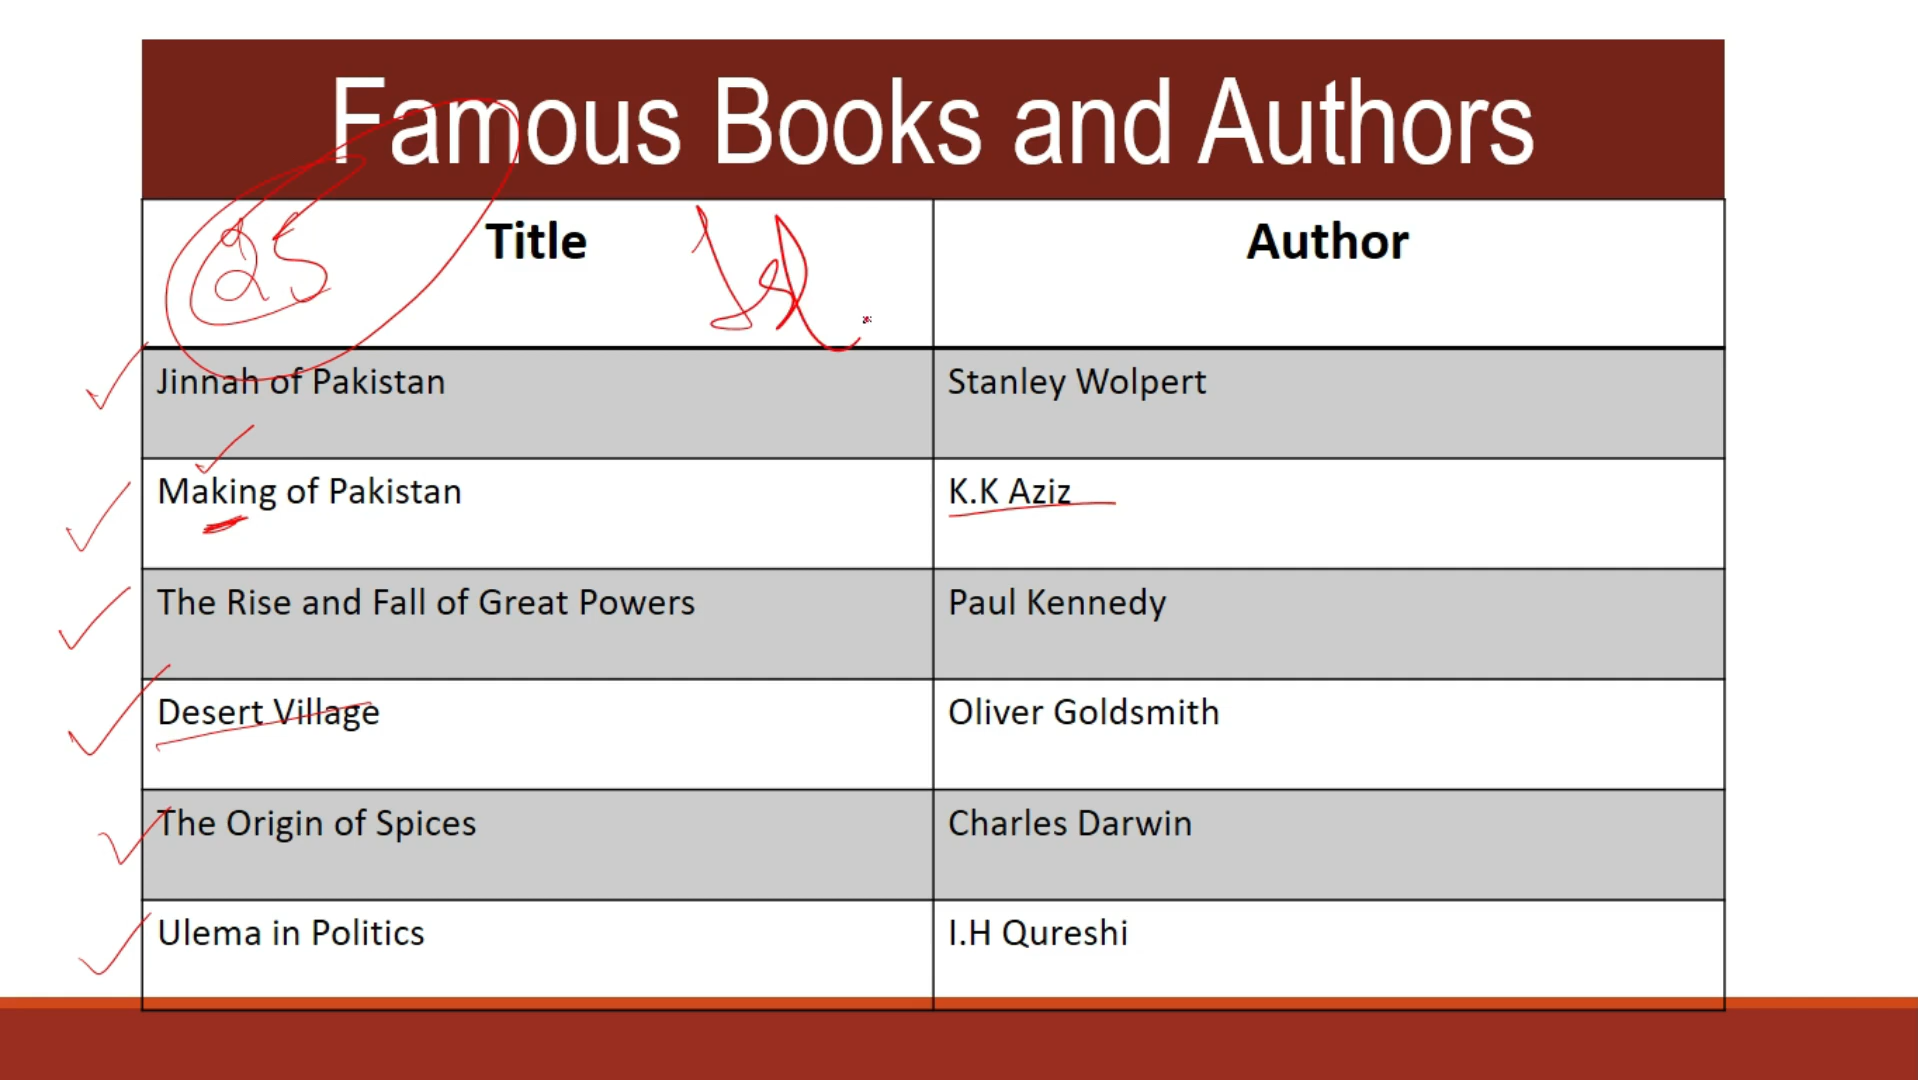 Famous Books and Authors
Title Author
25
Jinnah of Pakistan Stanley Wolpert
Making of Pakistan K.K Aziz
The Rise and Fall of Great Powers Paul Kennedy
Desert Village Oliver Goldsmith
The Origin of Spices Charles Darwin
Ulema in Politics I.H Qureshi